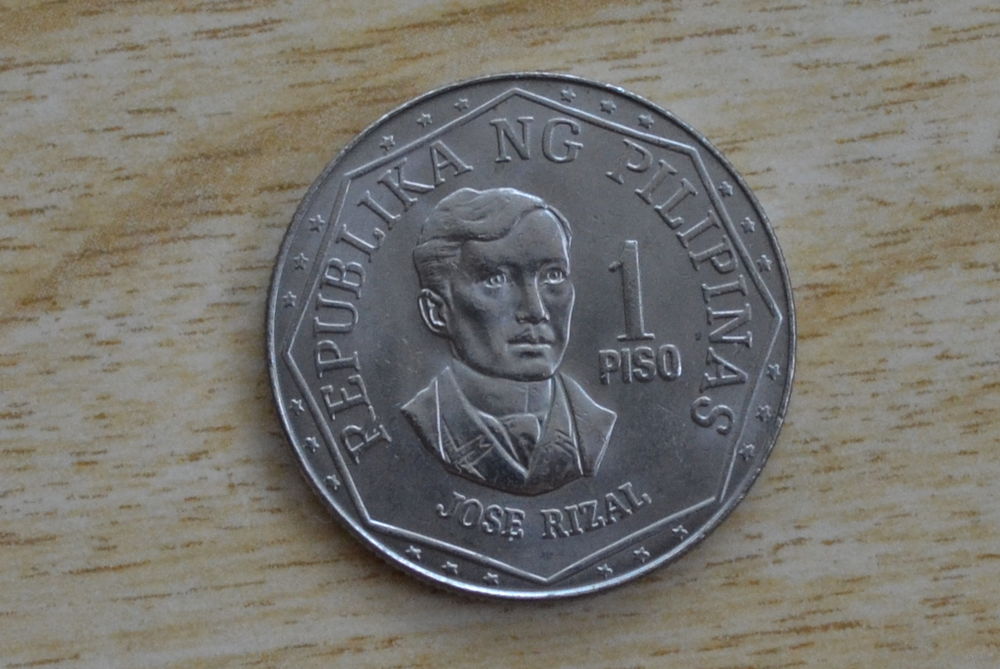 REPUBLIKA NG PILIPINAS
1
PISO
JOSE RIZAL